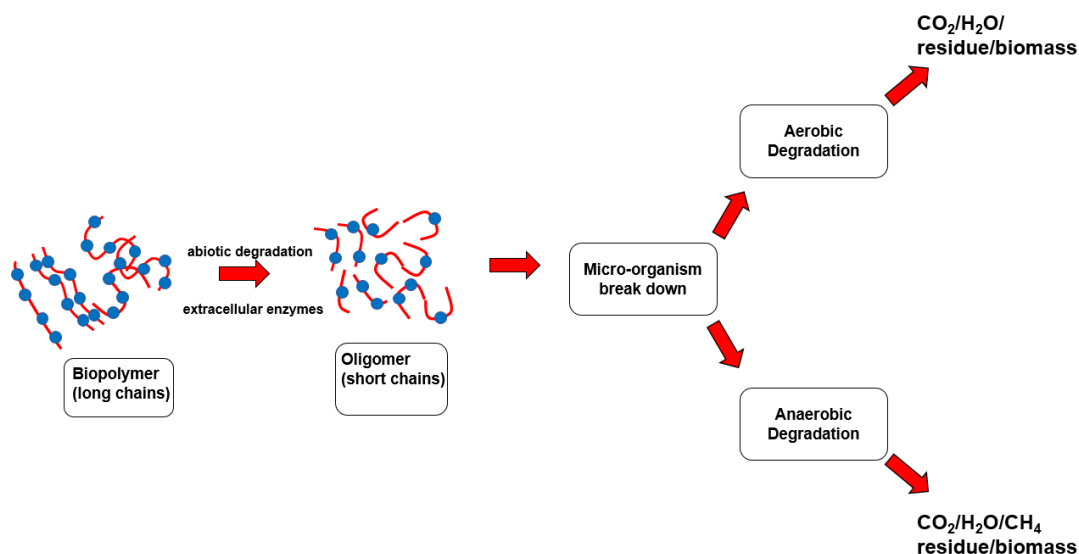 Biopolymer
(long chains)
abiotic degradation
extracellular enzymes
Oligomer
(short chains)
Micro-organism
break down
Aerobic
Degradation
CO₂/H₂O/
residue/biomass
Anaerobic
Degradation
CO₂/H₂O/CH₄
residue/biomass